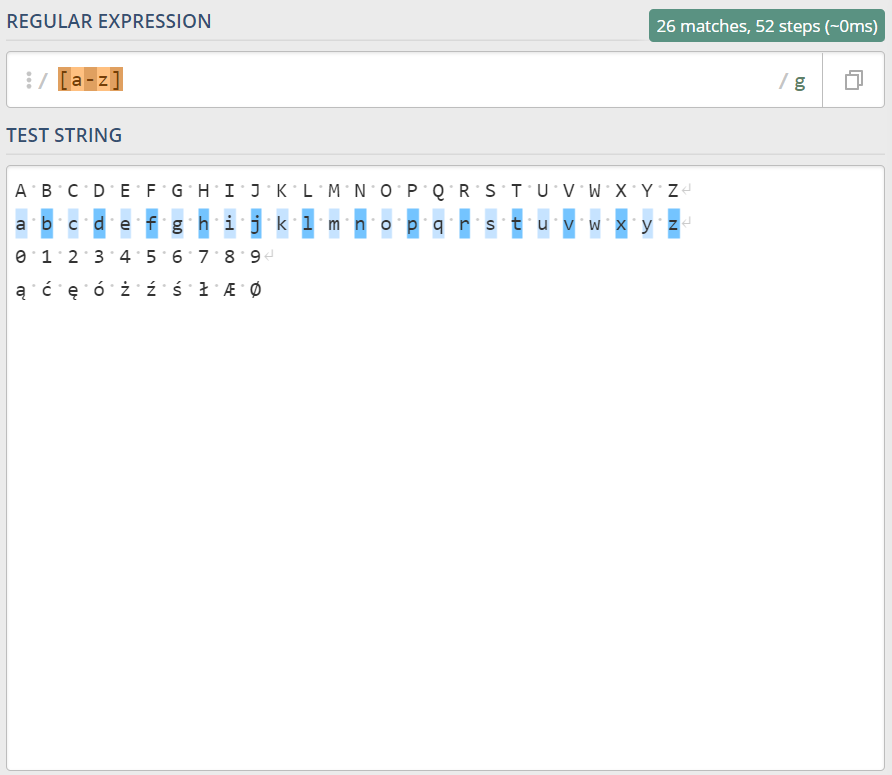 REGULAR EXPRESSION
26 matches, 52 steps (~0ms)
/ [a-z] / g
TEST STRING
A·B·C·D·E·F·G·H·I·J·K·L·M·N·O·P·Q·R·S·T·U·V·W·X·Y·Z↵
a·b·c·d·e·f·g·h·i·j·k·l·m·n·o·p·q·r·s·t·u·v·w·x·y·z↵
0·1·2·3·4·5·6·7·8·9↵
ą·ć·ę·ó·ż·ź·ś·ł·Æ·Ø